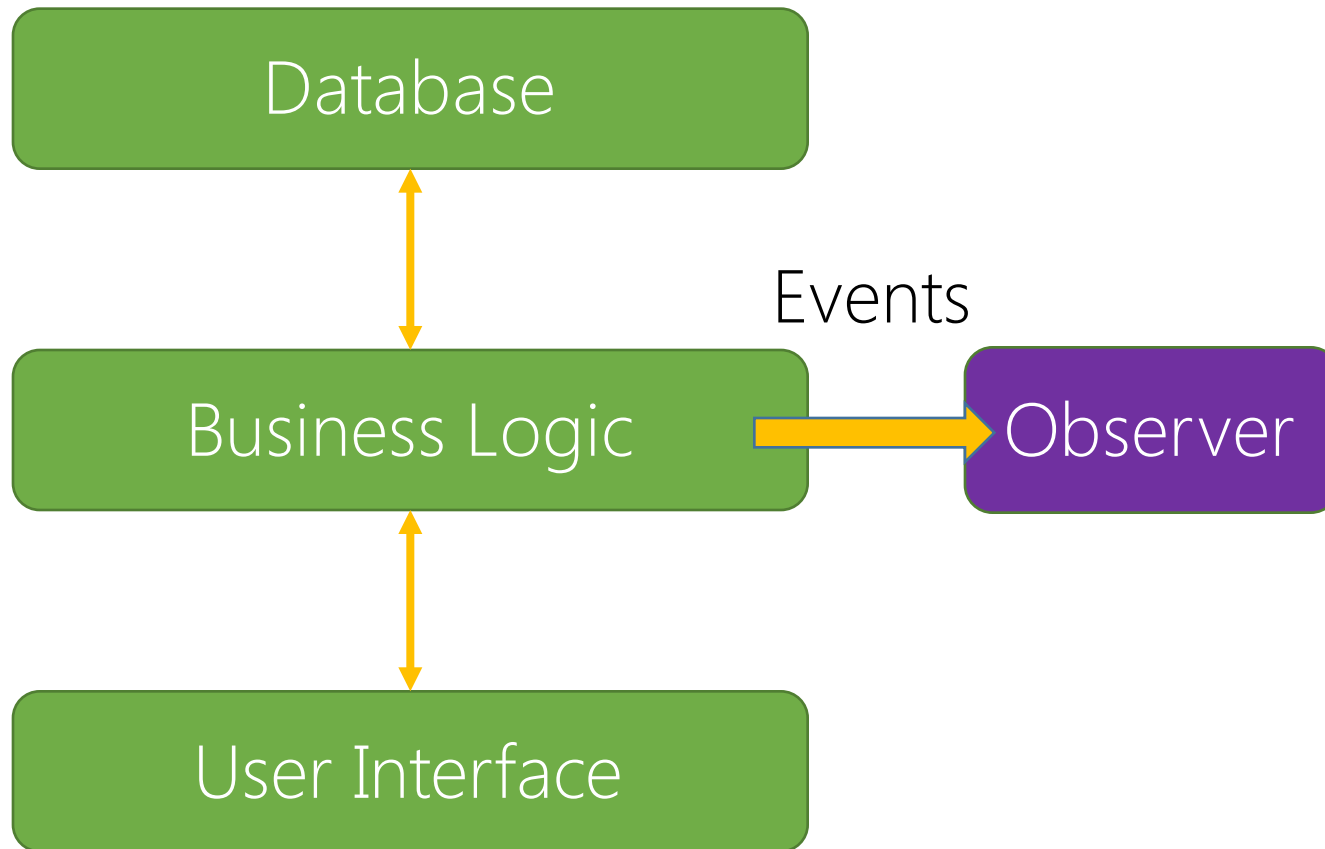 Database
Events
Business Logic
Observer
User Interface